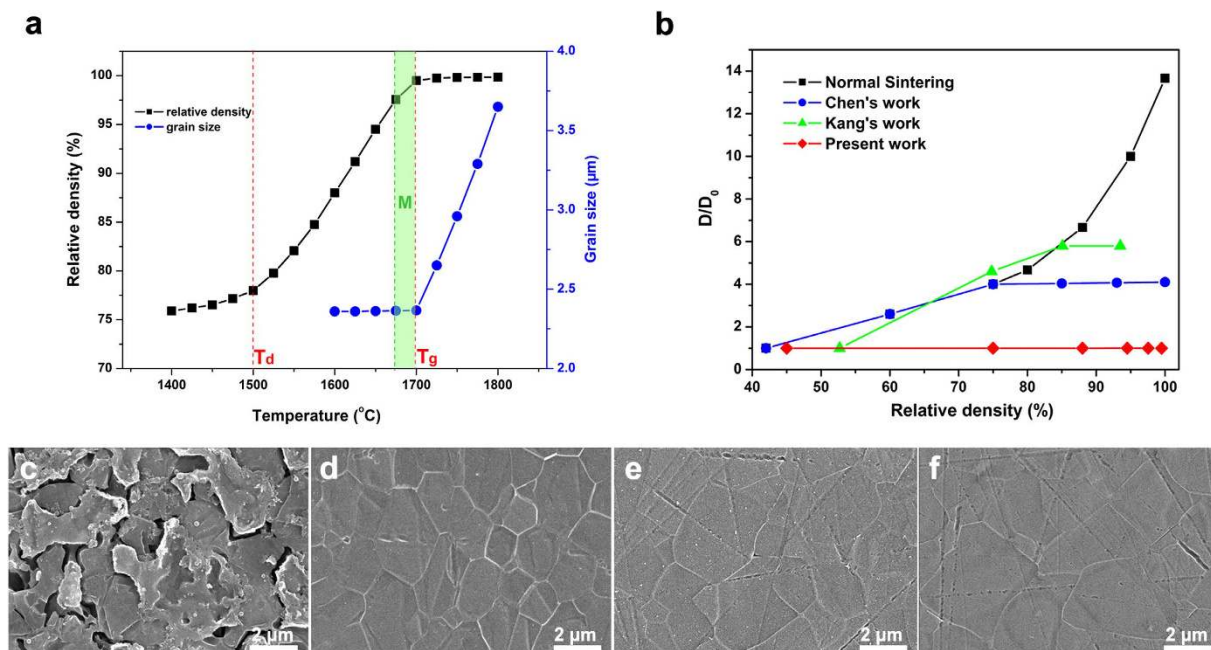 a
Relative density (%)
100
95
90
85
80
75
70
relative density
grain size
M
Td
Tg
4.0
3.5
3.0
2.5
2.0
Grain size (µm)
1400 1500 1600 1700 1800
Temperature (°C)
b
D/D0
14
12
10
8
6
4
2
0
Normal Sintering
Chen's work
Kang's work
Present work
40 50 60 70 80 90 100
Relative density (%)
c
2 µm
d
2 µm
e
2 µm
f
2 µm